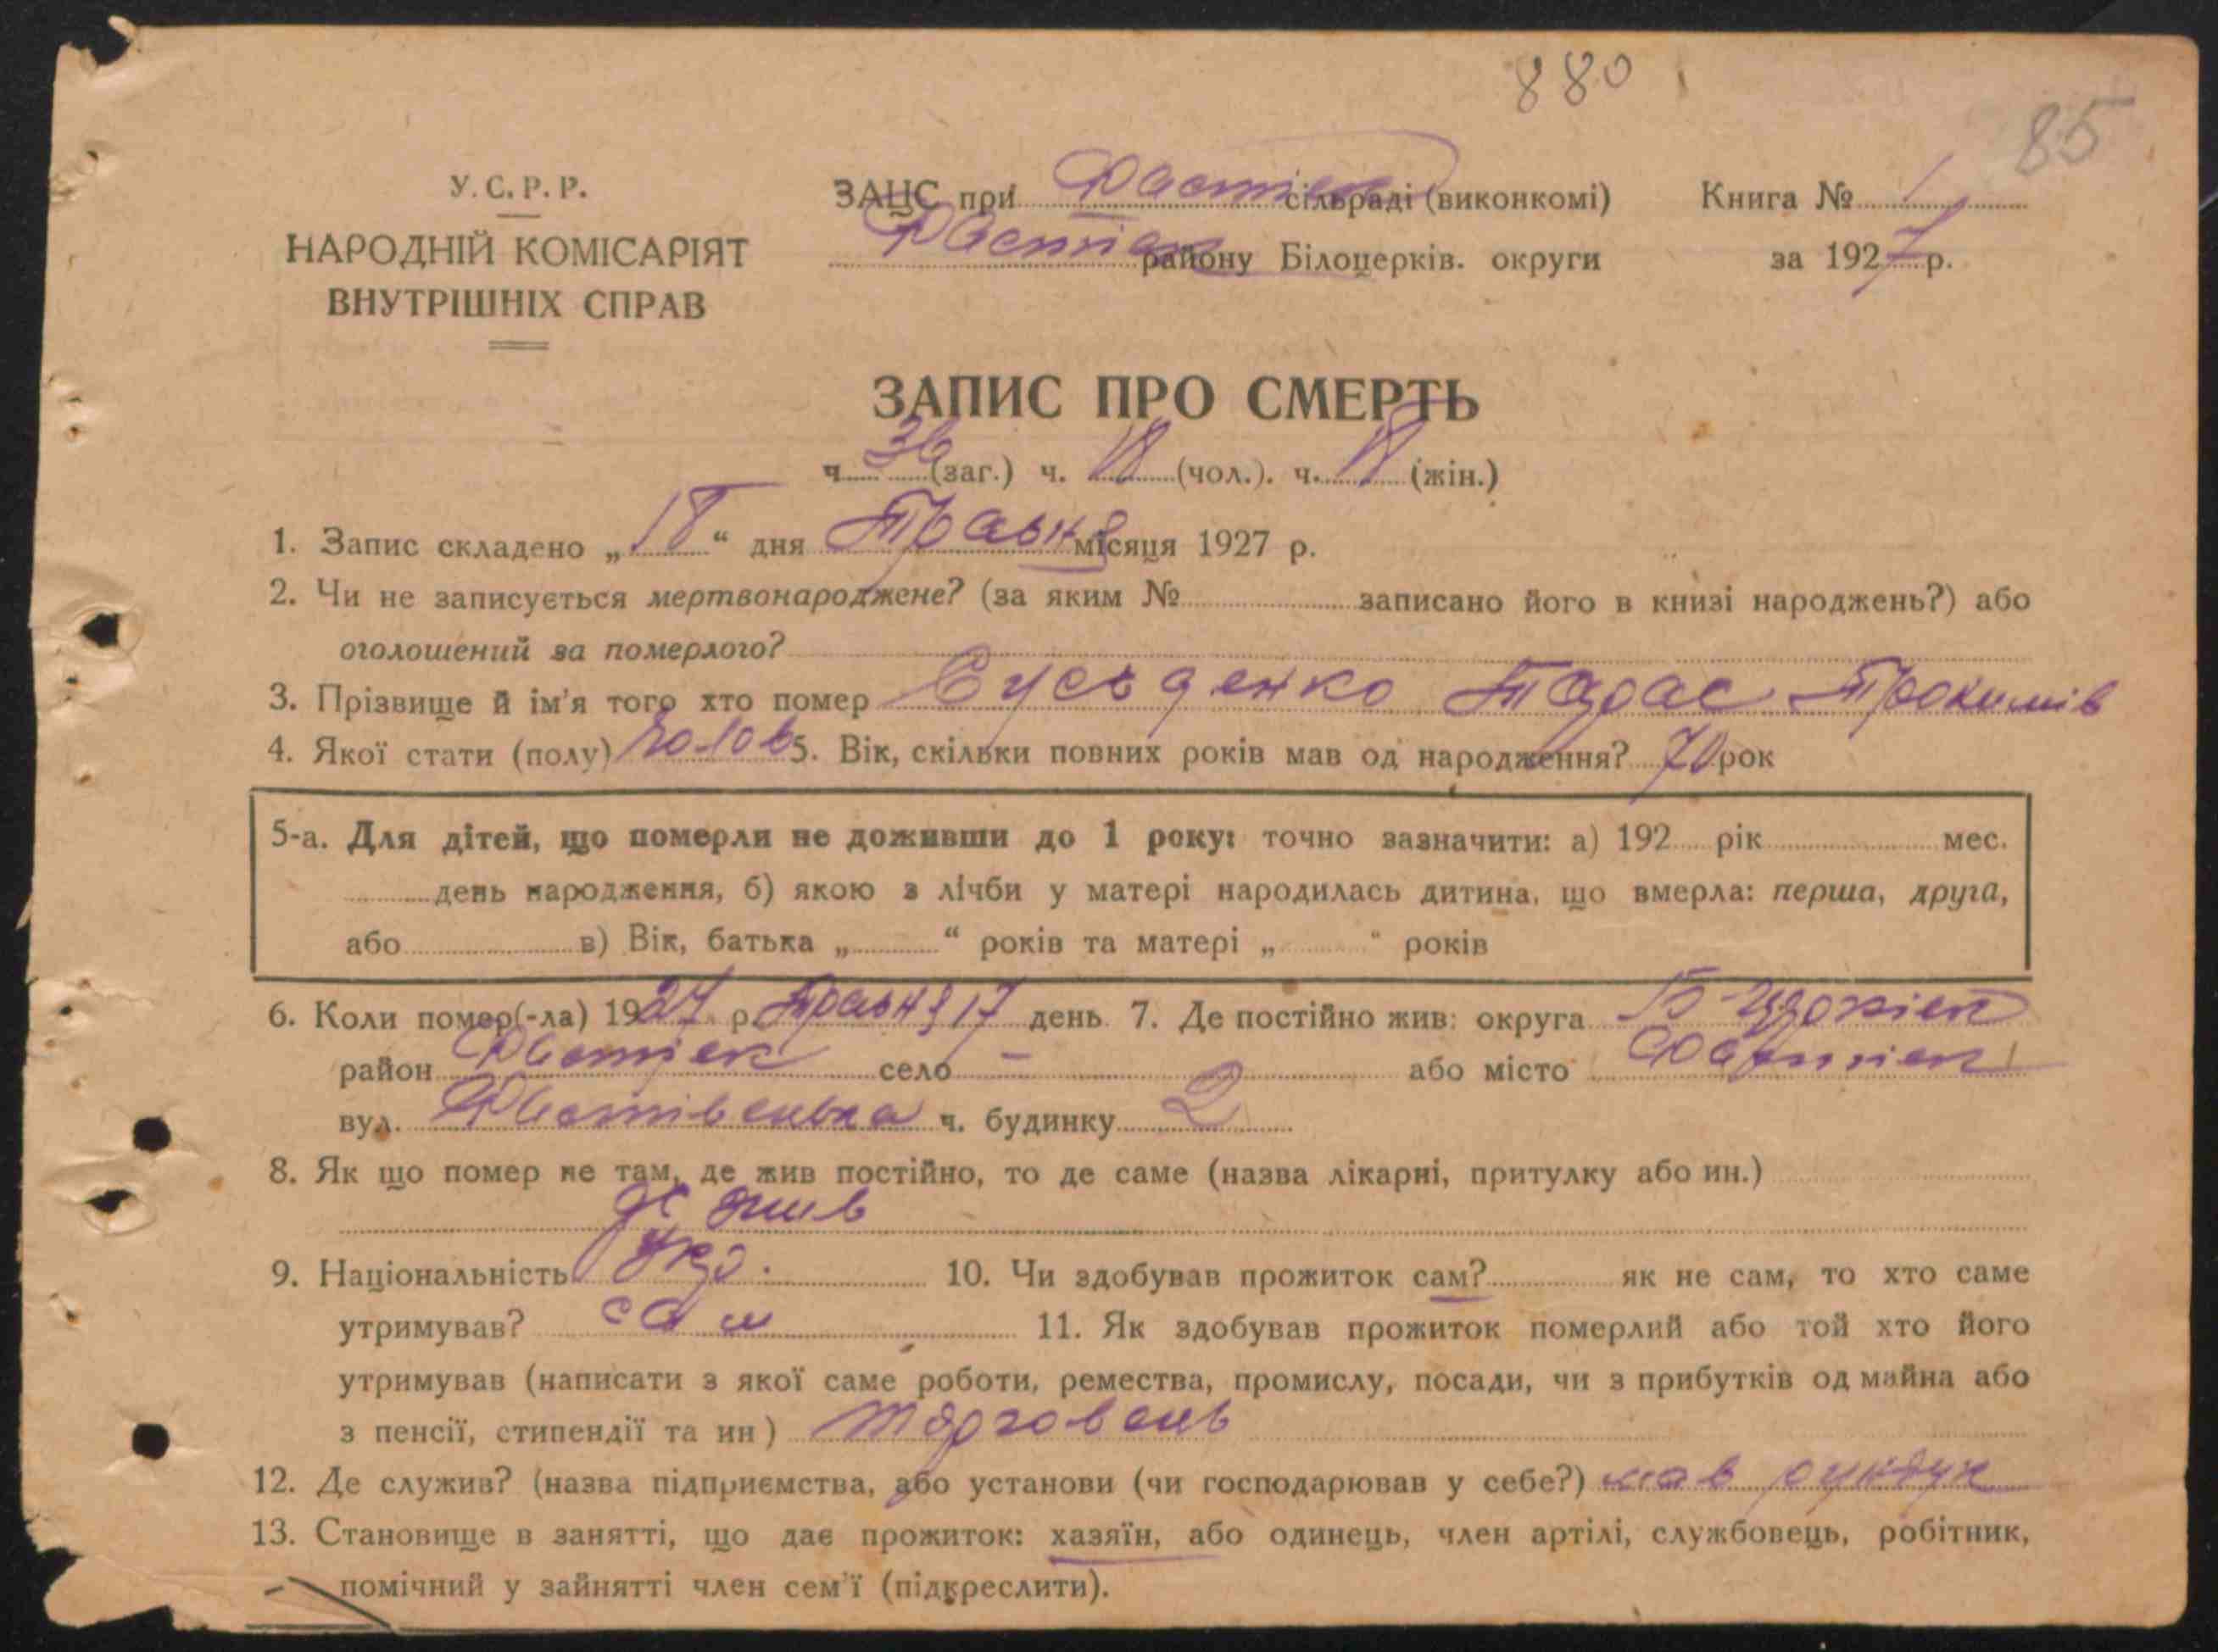 880
85
У. С. Р. Р.
ЗАЦС при сільраді (виконкомі)
Книга № 1
НАРОДНІЙ КОМІСАРІЯТ
району Білоцерків. округи
за 1927 р.
ВНУТРІШНІХ СПРАВ
ЗАПИС ПРО СМЕРТЬ
ч. 36 (заг.) ч. 18 (чол.). ч. 18 (жін.)
1. Запис складено „ 18 “ дня Травня місяця 1927 р.
2. Чи не записується мертвонароджене? (за яким № записано його в книзі народжень?) або
оголошений за померлого?
3. Прізвище й ім'я того хто помер Тарас
4. Якої стати (полу) Чолов 5. Вік, скільки повних років мав од народження? 70 рок
5-а. Для дітей, що померли не доживши до 1 року: точно зазначити: а) 192 рік мес.
день народження, б) якою з лічби у матері народилась дитина, що вмерла: перша, друга,
або в) Вік, батька „ “ років та матері „ “ років
6. Коли помер(-ла) 1927 р. Травня 17 день 7. Де постійно жив: округа
район село — або місто
вул. ч. будинку 2
8. Як що помер не там, де жив постійно, то де саме (назва лікарні, притулку або ин.)
де жив
9. Національність Укр. 10. Чи здобував прожиток сам? як не сам, то хто саме
утримував? сам 11. Як здобував прожиток померлий або той хто його
утримував (написати з якої саме роботи, ремества, промислу, посади, чи з прибутків од майна або
з пенсії, стипендії та ин) торговець
12. Де служив? (назва підприємства, або установи (чи господарював у себе?) мав рундук
13. Становище в занятті, що дає прожиток: хазяїн, або одинець, член артілі, службовець, робітник,
помічний у зайнятті член сем'ї (підкреслити).